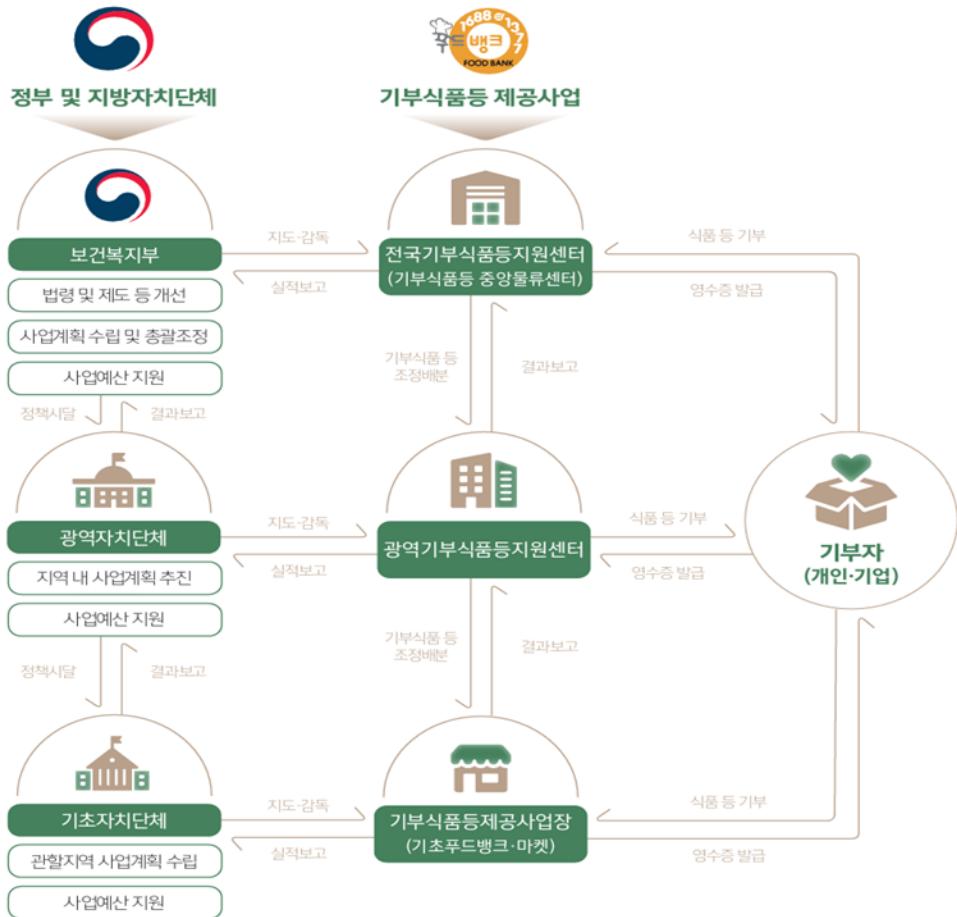 1688 1377
푸드뱅크
FOOD BANK
정부 및 지방자치단체
기부식품등 제공사업
보건복지부
법령 및 제도 등 개선
사업계획 수립 및 총괄조정
사업예산 지원
지도·감독
실적보고
전국기부식품등지원센터
(기부식품등 중앙물류센터)
식품 등 기부
영수증 발급
정책시달
결과보고
기부식품 등
조정배분
결과보고
광역자치단체
지역 내 사업계획 추진
사업예산 지원
지도·감독
실적보고
광역기부식품등지원센터
식품 등 기부
영수증 발급
기부자
(개인·기업)
정책시달
결과보고
기부식품 등
조정배분
결과보고
기초자치단체
관할지역 사업계획 수립
사업예산 지원
지도·감독
실적보고
기부식품등제공사업장
(기초푸드뱅크·마켓)
식품 등 기부
영수증 발급